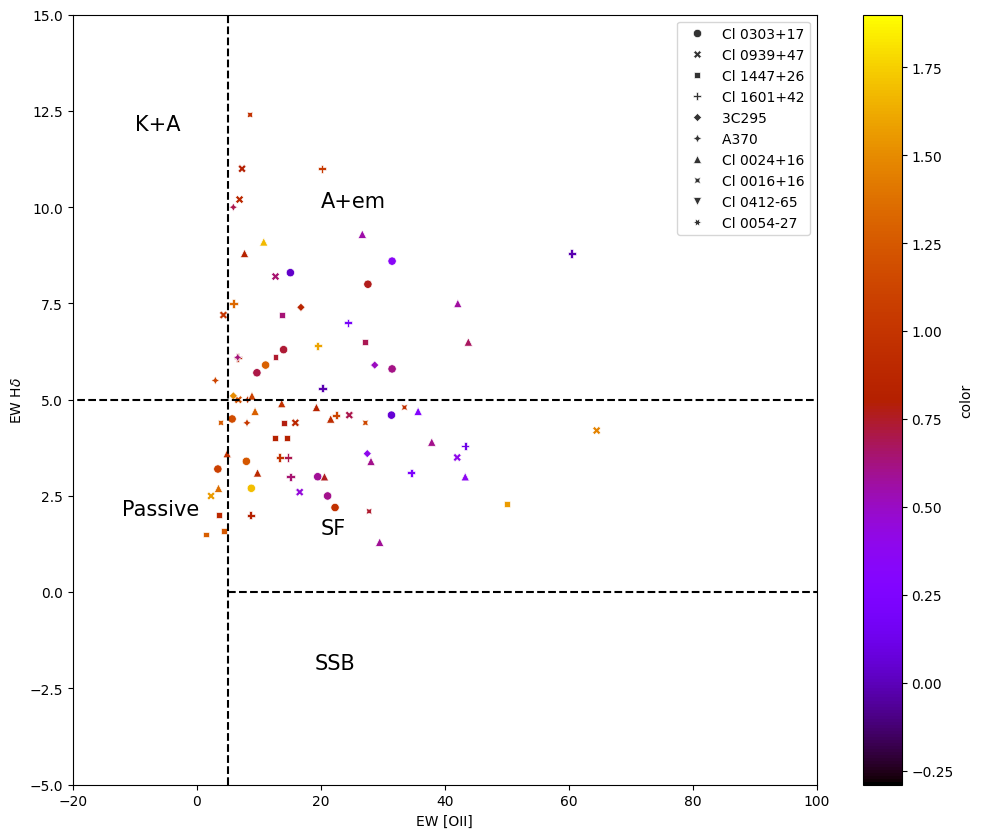 15.0
12.5
10.0
7.5
5.0
2.5
0.0
−2.5
−5.0
EW Hδ
−20
0
20
40
60
80
100
EW [OII]
K+A
A+em
Passive
SF
SSB
Cl 0303+17
Cl 0939+47
Cl 1447+26
Cl 1601+42
3C295
A370
Cl 0024+16
Cl 0016+16
Cl 0412-65
Cl 0054-27
1.75
1.50
1.25
1.00
0.75
0.50
0.25
0.00
−0.25
color